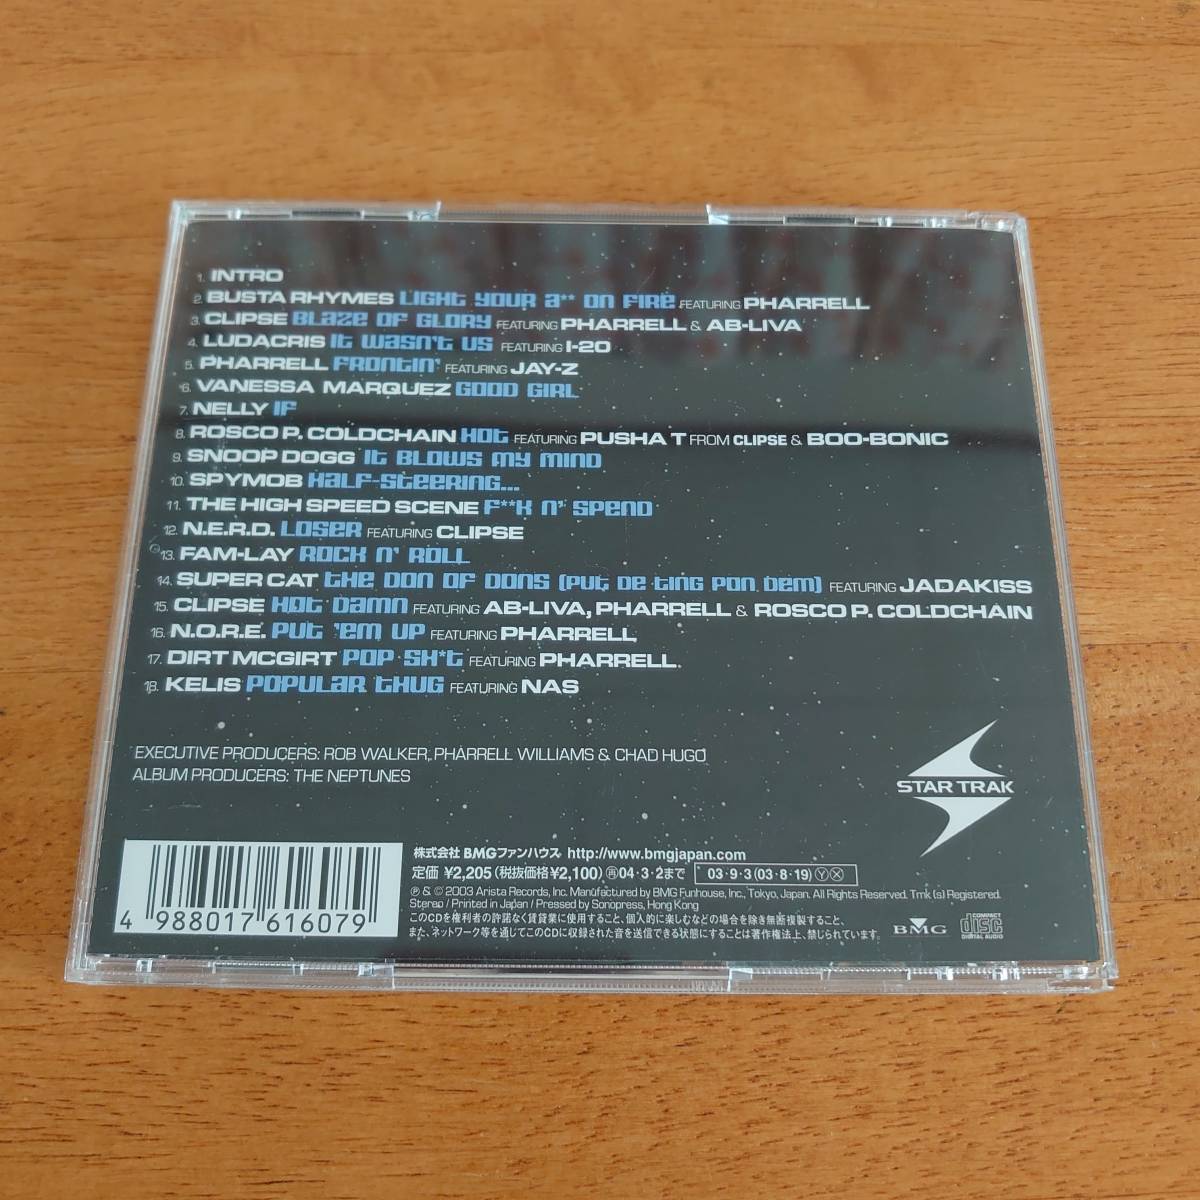 1. INTRO
2. BUSTA RHYMES LIGHT YOUR A** ON FIRE FEATURING PHARRELL
3. CLIPSE BLAZE OF GLORY FEATURING PHARRELL & AB-LIVA
4. LUDACRIS IT WASN'T US FEATURING I-20
5. PHARRELL FRONTIN' FEATURING JAY-Z
6. VANESSA MARQUEZ GOOD GIRL
7. NELLY IF
8. ROSCO P. COLDCHAIN HOT FEATURING PUSHA T FROM CLIPSE & BOO-BONIC
9. SNOOP DOGG IT BLOWS MY MIND
10. SPYMOB HALF-STEERING...
11. THE HIGH SPEED SCENE F**K N' SPEND
12. N.E.R.D. LOSER FEATURING CLIPSE
13. FAM-LAY ROCK N' ROLL
14. SUPER CAT THE DON OF DONS (PUT DE TING PON DEM) FEATURING JADAKISS
15. CLIPSE HOT DAMN FEATURING AB-LIVA, PHARRELL & ROSCO P. COLDCHAIN
16. N.O.R.E. PUT 'EM UP FEATURING PHARRELL
17. DIRT MCGIRT POP SH*T FEATURING PHARRELL
18. KELIS POPULAR THUG FEATURING NAS
EXECUTIVE PRODUCERS: ROB WALKER, PHARRELL WILLIAMS & CHAD HUGO
ALBUM PRODUCERS: THE NEPTUNES
STAR TRAK
株式会社 BMGファンハウス http://www.bmgjapan.com
定価 ¥2,205(税抜価格¥2,100) 再04・3・2まで 03・9・3(03・8・19)ⓎⓍ
℗ & © 2003 Arista Records, Inc. Manufactured by BMG Funhouse, Inc., Tokyo, Japan. All Rights Reserved. Tmk (s) Registered.
Stereo / Printed in Japan / Pressed by Sonopress, Hong Kong
このCDを権利者の許諾なく賃貸業に使用すること、個人的に楽しむなどの場合を除き無断複製すること、
また、ネットワーク等を通じてこのCDに収録された音を送信できる状態にすることは著作権法上、禁じられています。
4 988017 616079
BMG
COMPACT disc DIGITAL AUDIO